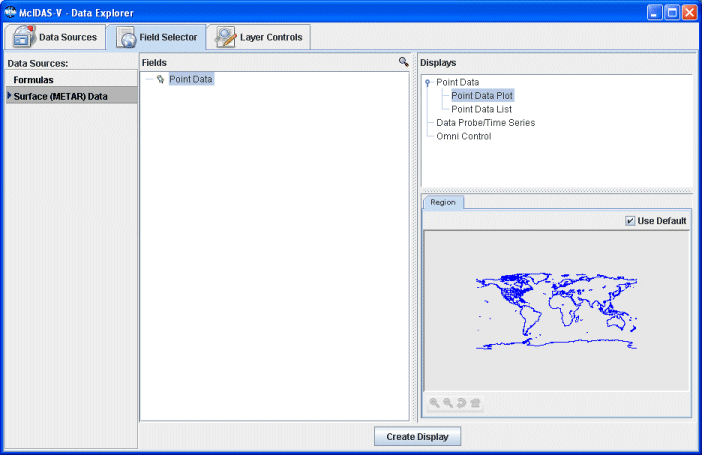 McIDAS-V - Data Explorer
Data Sources
Field Selector
Layer Controls
Data Sources:
Formulas
Surface (METAR) Data
Fields
Point Data
Displays
Point Data
Point Data Plot
Point Data List
Data Probe/Time Series
Omni Control
Region
Use Default
Create Display